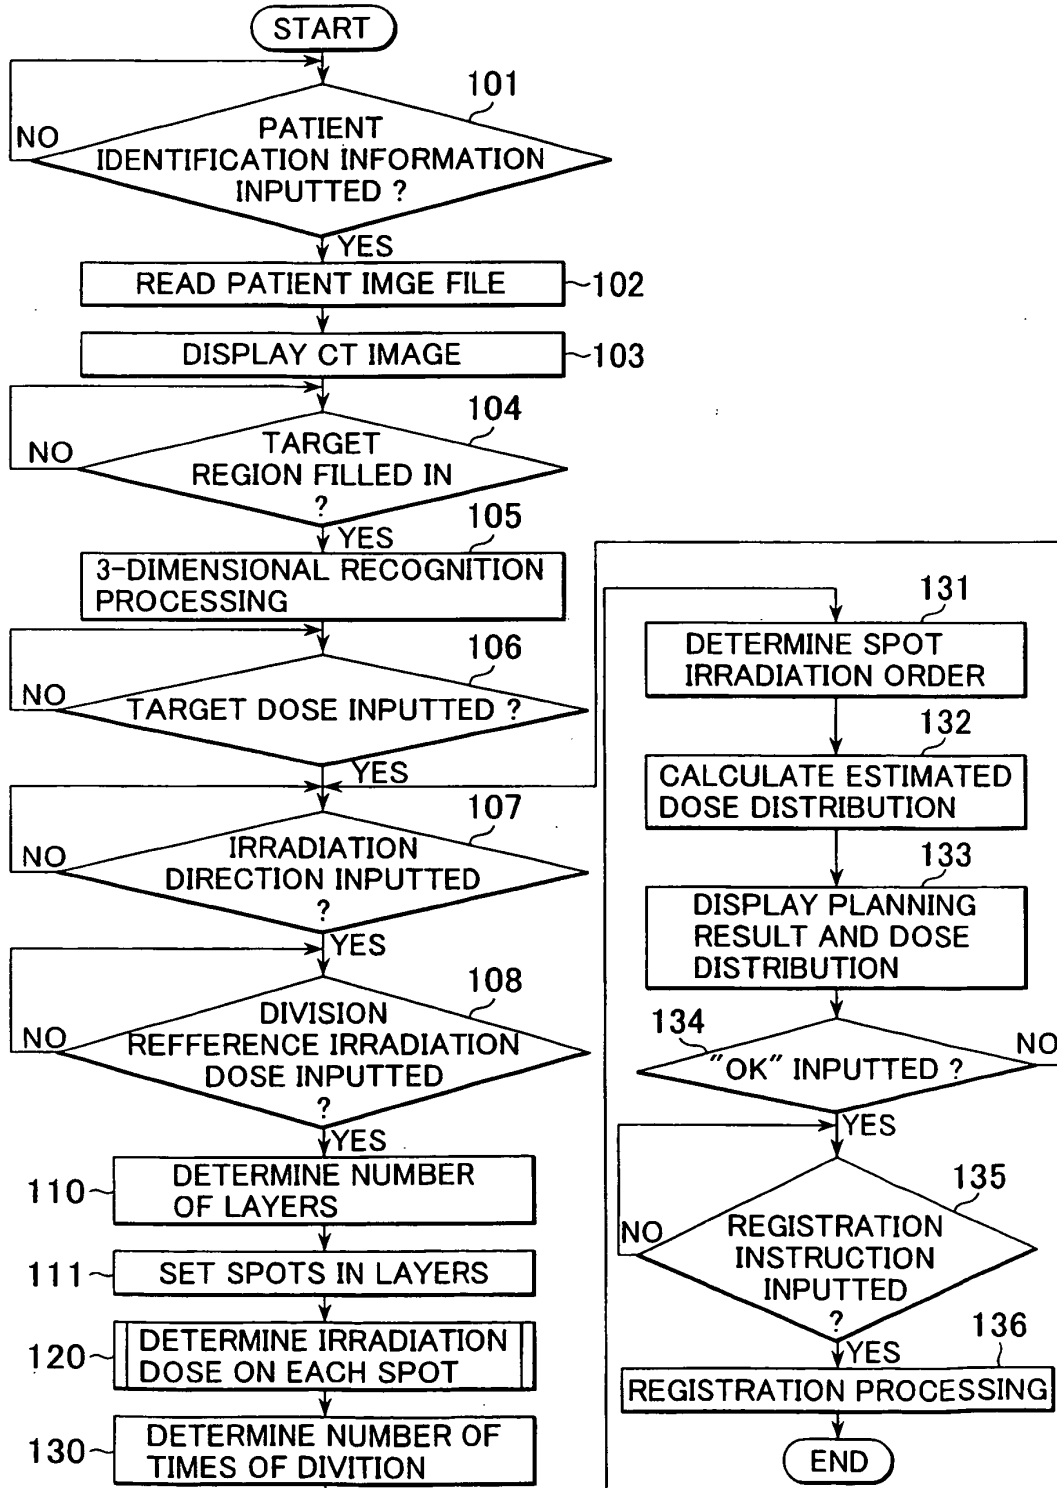 START
101
PATIENT
IDENTIFICATION INFORMATION
INPUTTED ?
NO
YES
READ PATIENT IMGE FILE
102
DISPLAY CT IMAGE
103
104
TARGET
REGION FILLED IN
?
NO
YES
105
3-DIMENSIONAL RECOGNITION
PROCESSING
106
TARGET DOSE INPUTTED ?
NO
YES
107
IRRADIATION
DIRECTION INPUTTED
?
NO
YES
108
DIVISION
REFFERENCE IRRADIATION
DOSE INPUTTED
?
NO
YES
110
DETERMINE NUMBER
OF LAYERS
111
SET SPOTS IN LAYERS
120
DETERMINE IRRADIATION
DOSE ON EACH SPOT
130
DETERMINE NUMBER OF
TIMES OF DIVITION
131
DETERMINE SPOT
IRRADIATION ORDER
132
CALCULATE ESTIMATED
DOSE DISTRIBUTION
133
DISPLAY PLANNING
RESULT AND DOSE
DISTRIBUTION
134
"OK" INPUTTED ?
NO
YES
135
REGISTRATION
INSTRUCTION
INPUTTED
?
NO
YES
136
REGISTRATION PROCESSING
END